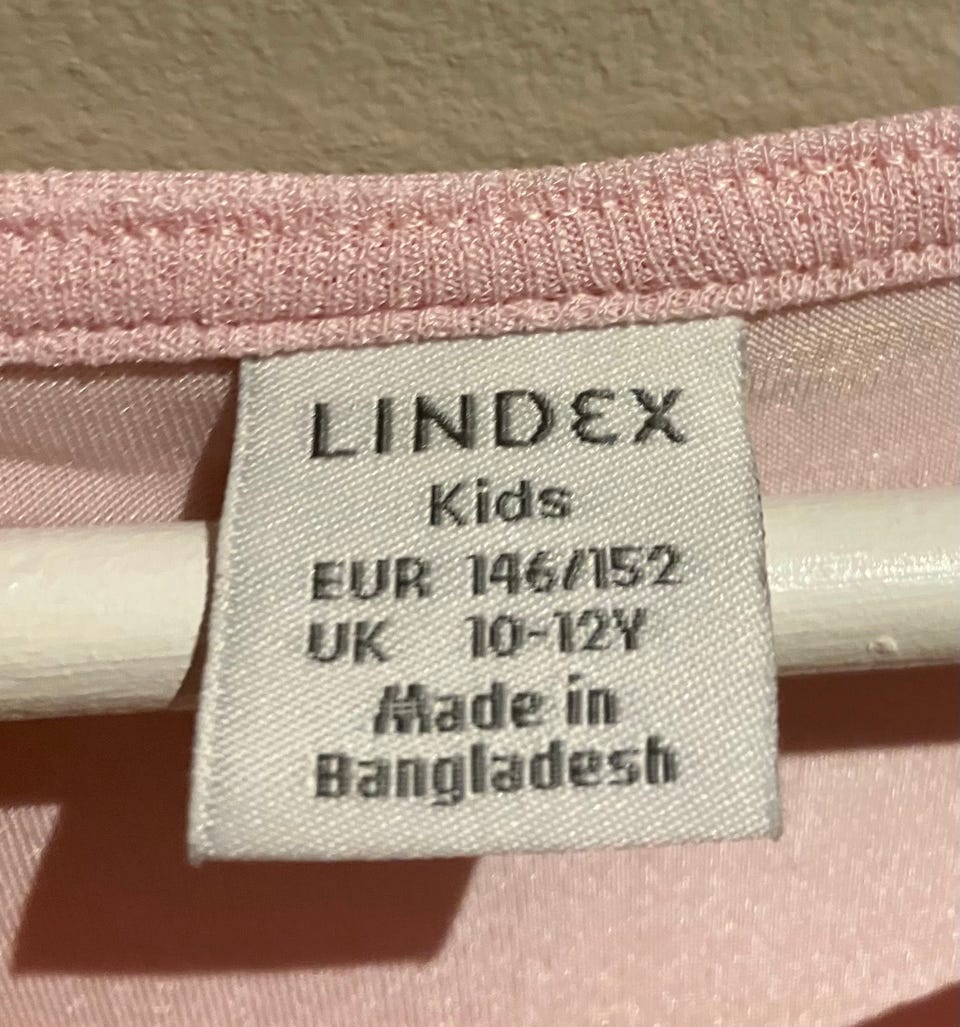 LINDEX
Kids
EUR 146/152
UK 10-12Y
Made in
Bangladesh